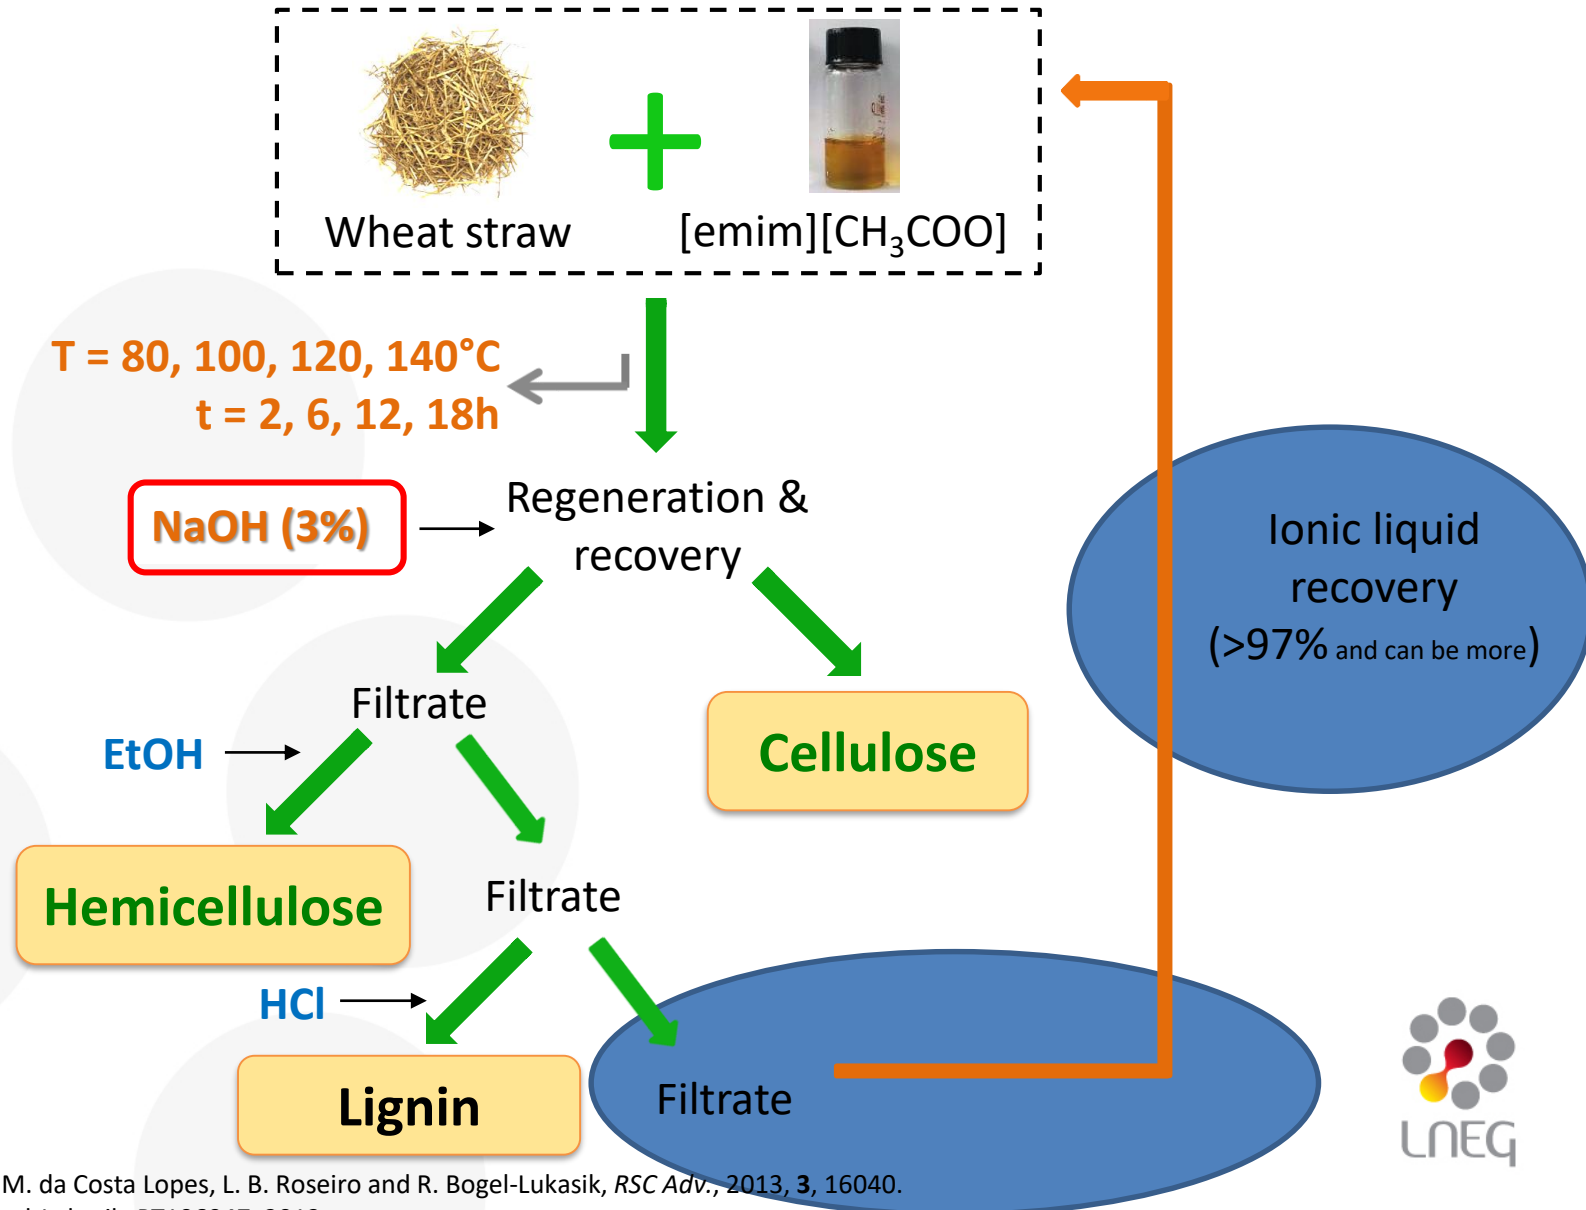 Wheat straw
[emim][CH₃COO]
T = 80, 100, 120, 140°C
t = 2, 6, 12, 18h
NaOH (3%)
Regeneration &
recovery
Ionic liquid
recovery
(>97% and can be more)
Filtrate
EtOH
Cellulose
Hemicellulose
Filtrate
HCl
Lignin
Filtrate
LNEG
M. da Costa Lopes, L. B. Roseiro and R. Bogel-Lukasik, RSC Adv., 2013, 3, 16040.